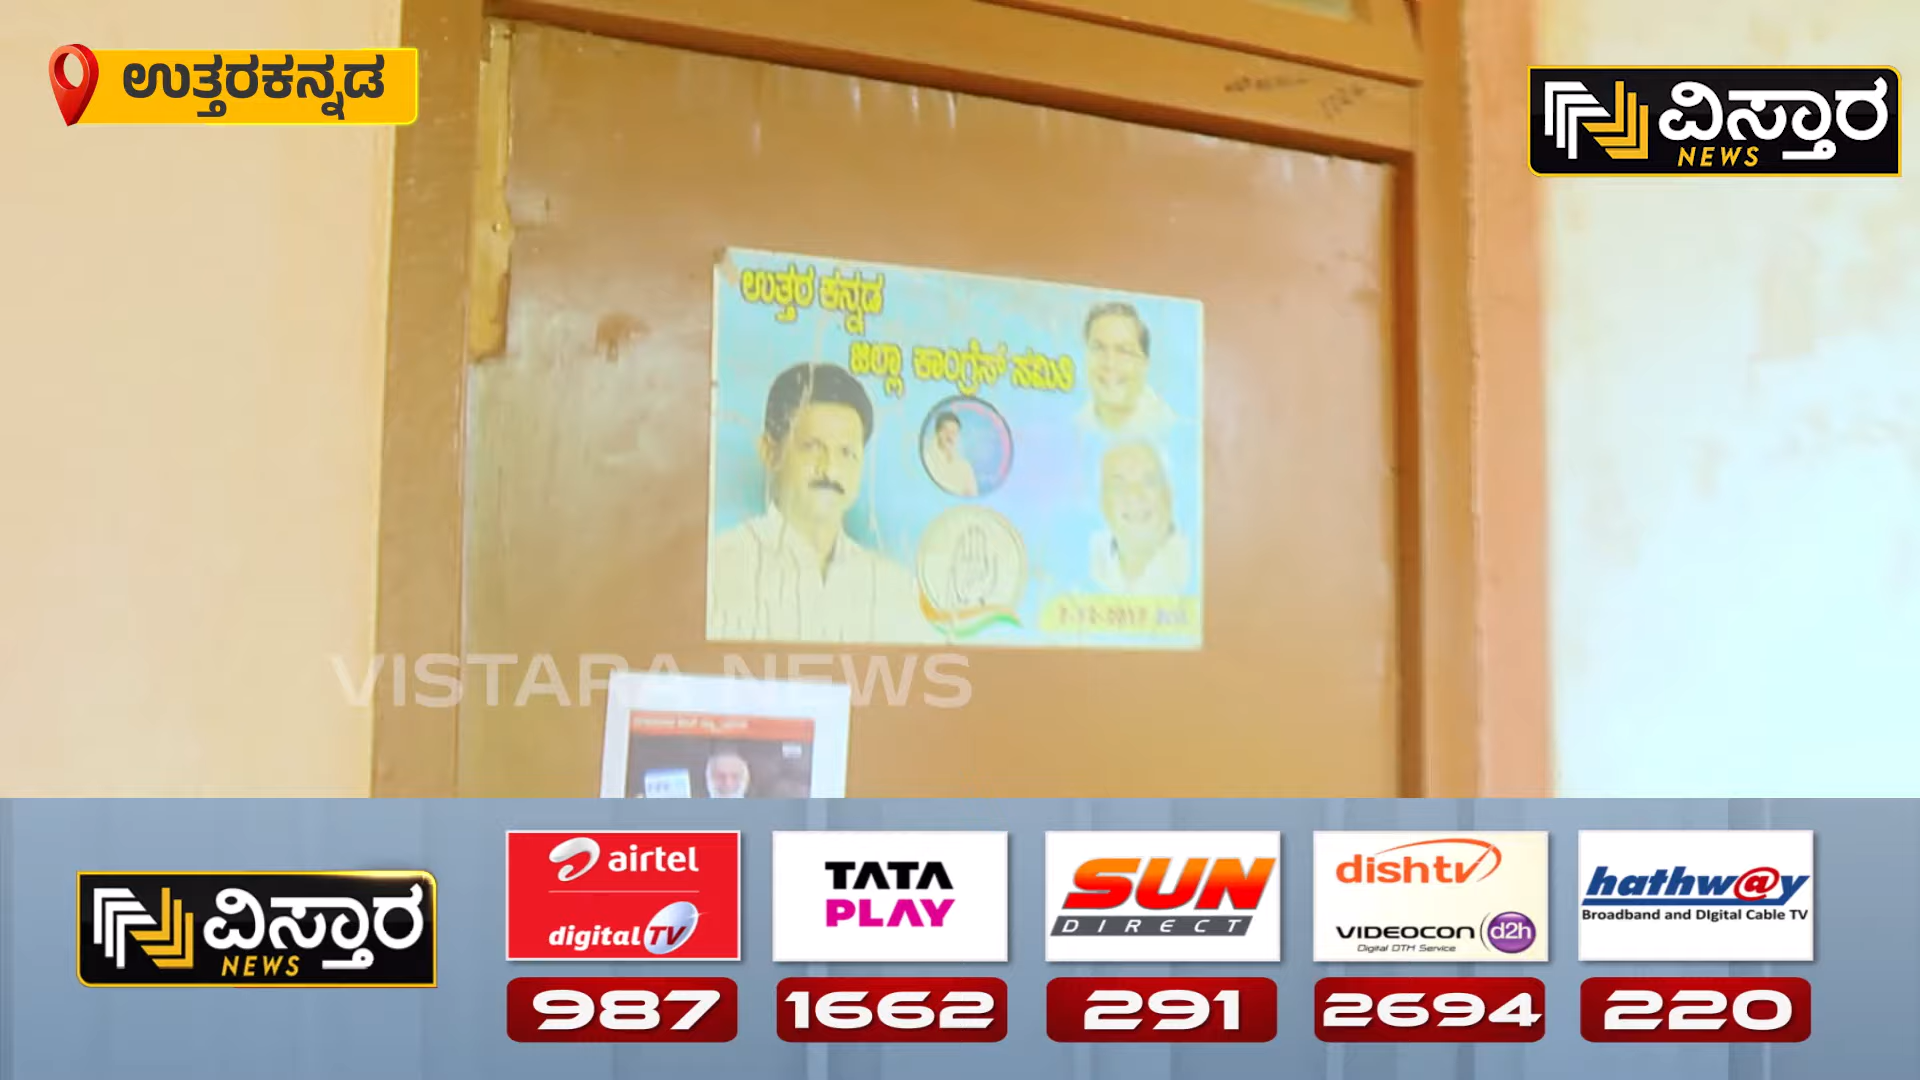 ಉತ್ತರಕನ್ನಡ
ವಿಸ್ತಾರ
NEWS
ಉತ್ತರ ಕನ್ನಡ
ಜಿಲ್ಲಾ ಕಾಂಗ್ರೆಸ್ ಸಮಿತಿ
VISTARA NEWS
ವಿಸ್ತಾರ
NEWS
airtel
digital TV
987
TATA
PLAY
1662
SUN
DIRECT
291
dishtv
VIDEOCON d2h
Digital DTH Service
2694
hathw@y
Broadband and Digital Cable TV
220